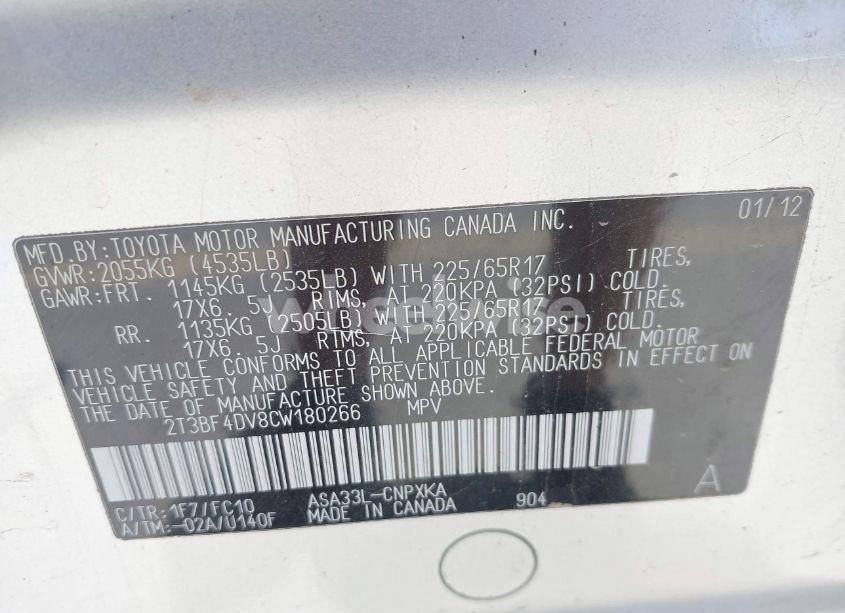 MFD.BY:TOYOTA MOTOR MANUFACTURING CANADA INC. 01/12
GVWR:2055KG (4535LB)
GAWR:FRT. 1145KG (2535LB) WITH 225/65R17 TIRES,
17X6. 5J RIMS, AT 220KPA (32PSI) COLD.
RR. 1135KG (2505LB) WITH 225/65R17 TIRES,
17X6. 5J RIMS, AT 220KPA (32PSI) COLD.
THIS VEHICLE CONFORMS TO ALL APPLICABLE FEDERAL MOTOR
VEHICLE SAFETY AND THEFT PREVENTION STANDARDS IN EFFECT ON
THE DATE OF MANUFACTURE SHOWN ABOVE.
2T3BF4DV8CW180266 MPV
C/TR:1F7/FC10 ASA33L-CNPXKA 904 A
A/TM:-02A/U140F MADE IN CANADA